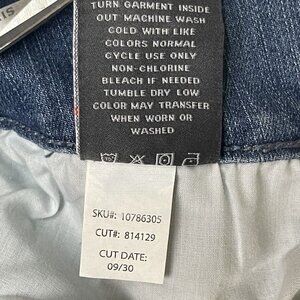 TURN GARMENT INSIDE
OUT MACHINE WASH
COLD WITH LIKE
COLORS NORMAL
CYCLE USE ONLY
NON-CHLORINE
BLEACH IF NEEDED
TUMBLE DRY LOW
COLOR MAY TRANSFER
WHEN WORN OR
WASHED
SKU#: 10786305
CUT#: 814129
CUT DATE:
09/30